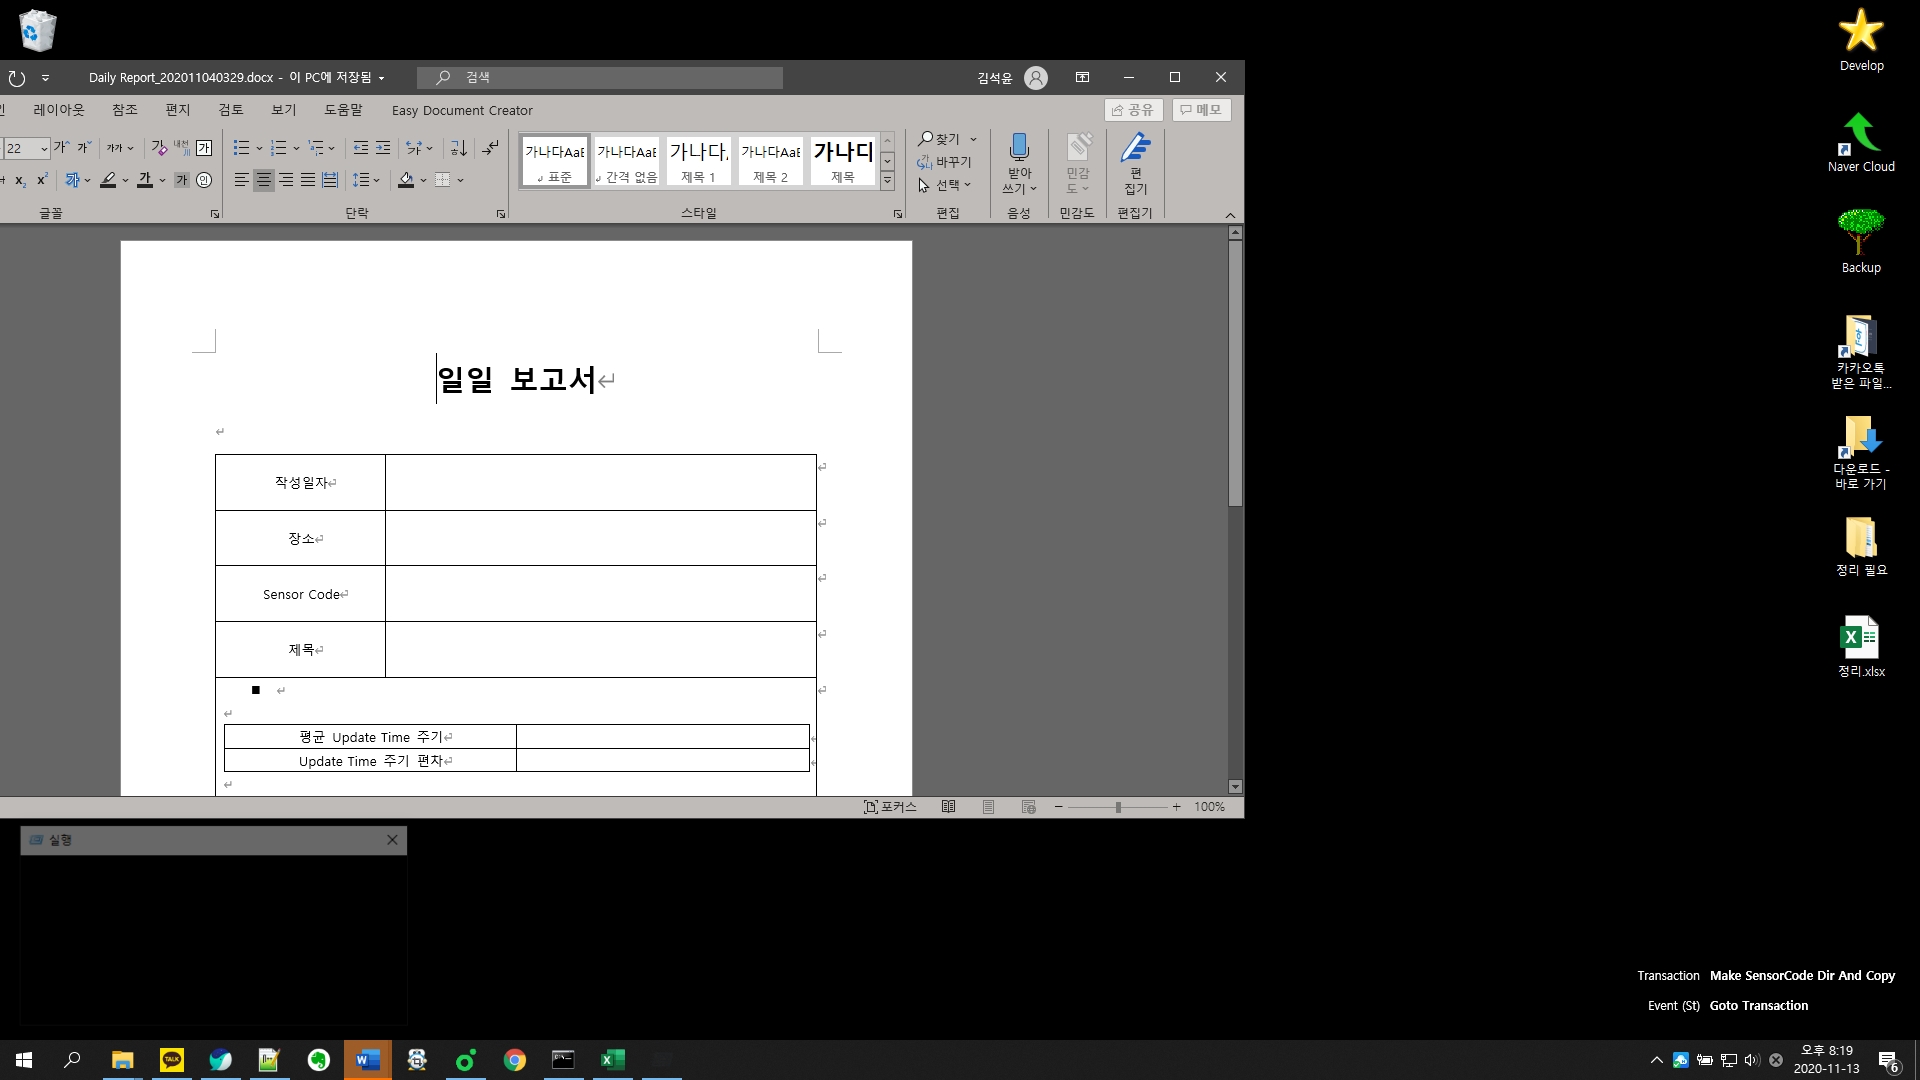 Daily Report_202011040329.docx - 이 PC에 저장됨
검색
김석윤
레이아웃 참조 편지 검토 보기 도움말 Easy Document Creator
공유 메모
22
글꼴
단락
가나다AaI 가나다AaE 가나다, 가나다AaI 가나디
표준 간격 없음 제목 1 제목 2 제목
스타일
찾기
바꾸기
선택
편집
받아
쓰기
음성
민감
도
민감도
편
집기
편집기
일일 보고서
작성일자
장소
Sensor Code
제목
평균 Update Time 주기
Update Time 주기 편차
포커스
100%
실행
Develop
Naver Cloud
Backup
카카오톡
받은 파일...
다운로드 -
바로 가기
정리 필요
정리.xlsx
Transaction Make SensorCode Dir And Copy
Event (St) Goto Transaction
TALK
오후 8:19
2020-11-13
6